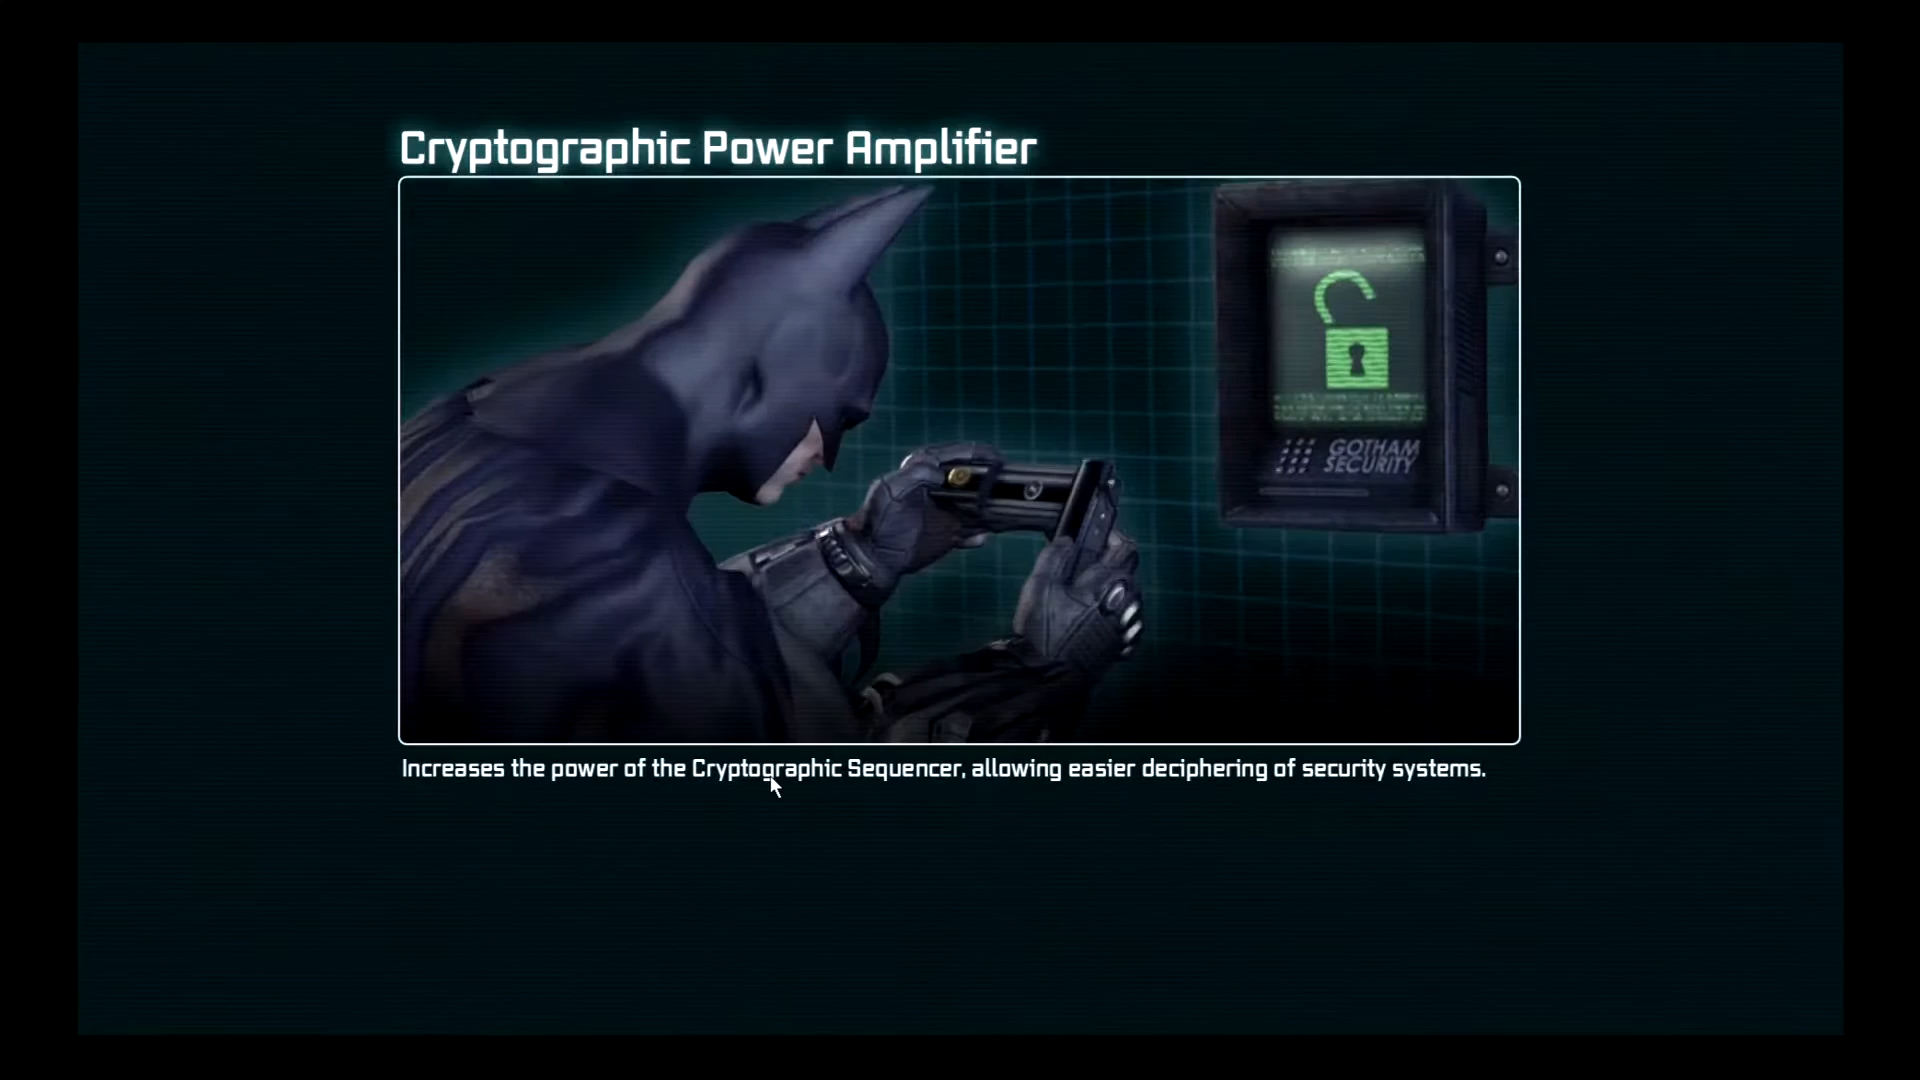 Cryptographic Power Amplifier
GOTHAM
SECURITY
Increases the power of the Cryptographic Sequencer, allowing easier deciphering of security systems.